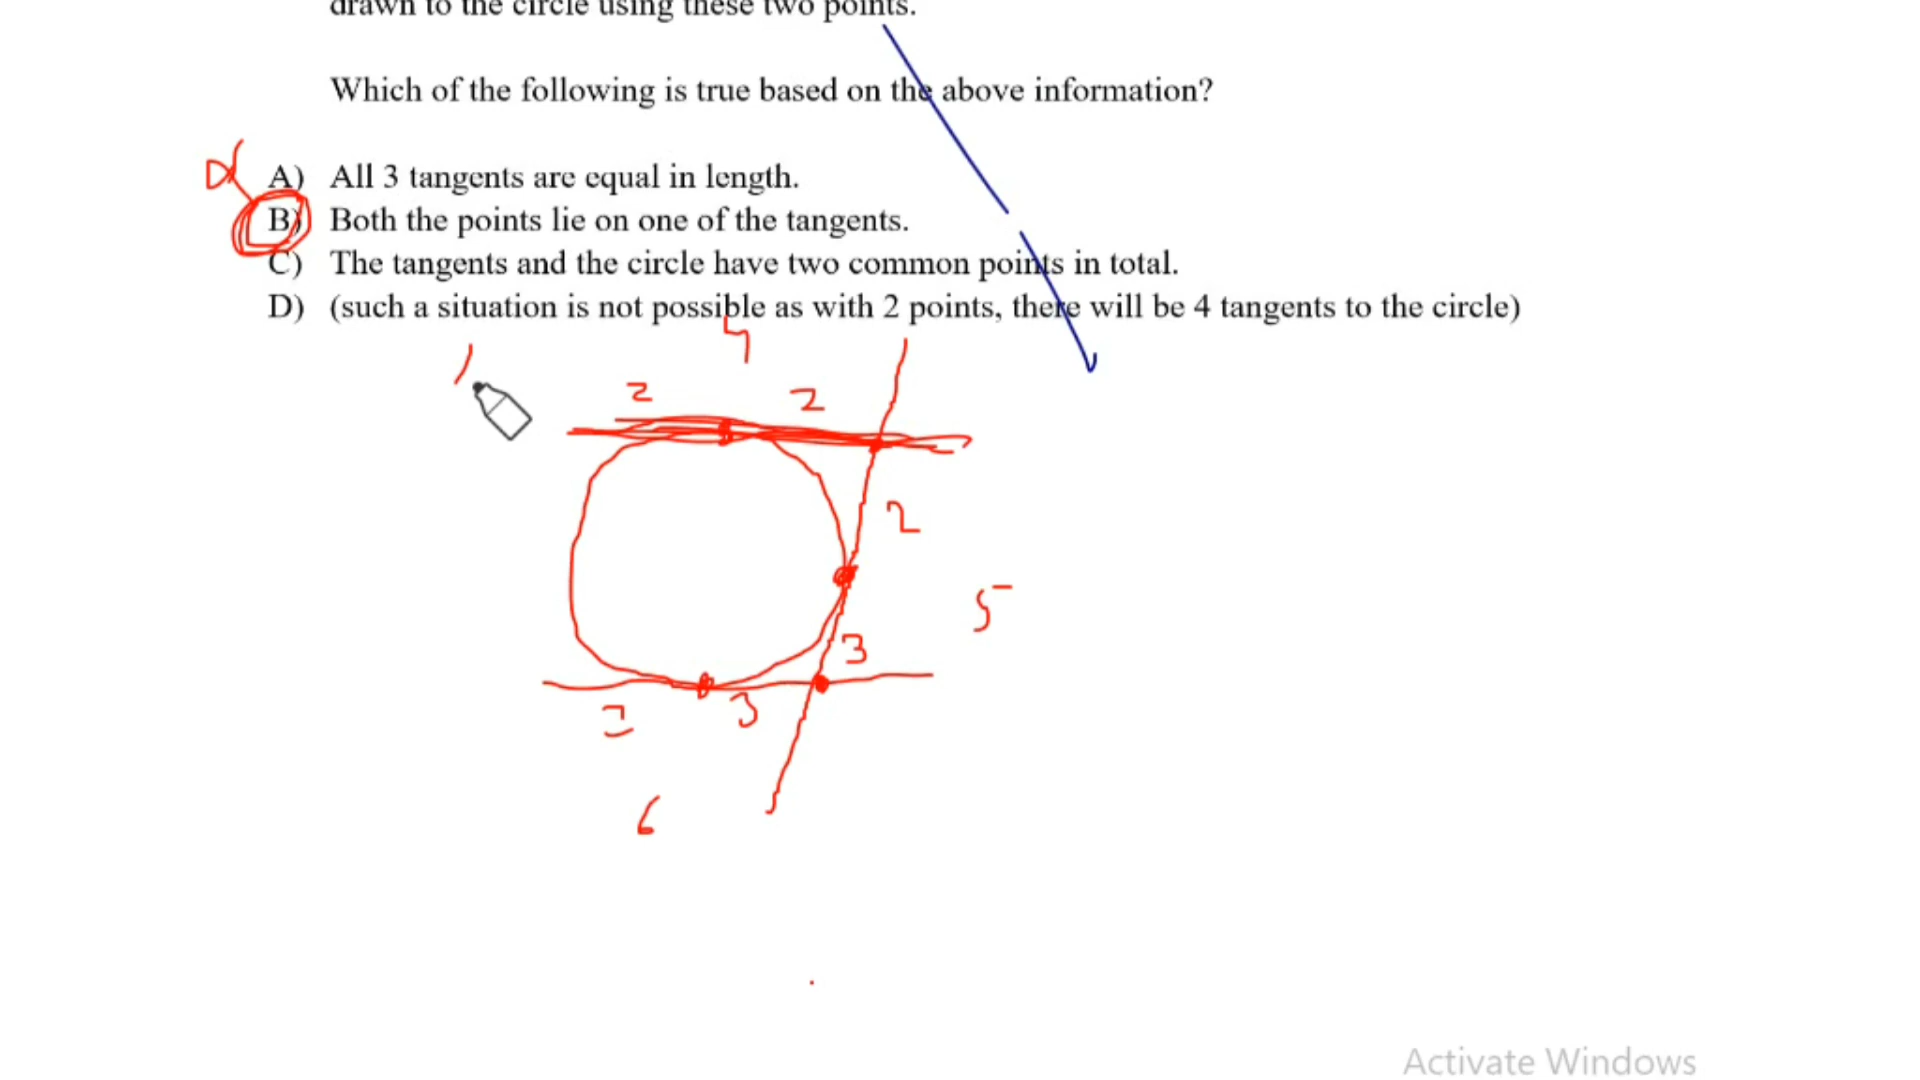 drawn to the circle using these two points.
Which of the following is true based on the above information?
A) All 3 tangents are equal in length.
B) Both the points lie on one of the tangents.
C) The tangents and the circle have two common points in total.
D) (such a situation is not possible as with 2 points, there will be 4 tangents to the circle)
4
2 2
2
5
3
3
6
Activate Windows